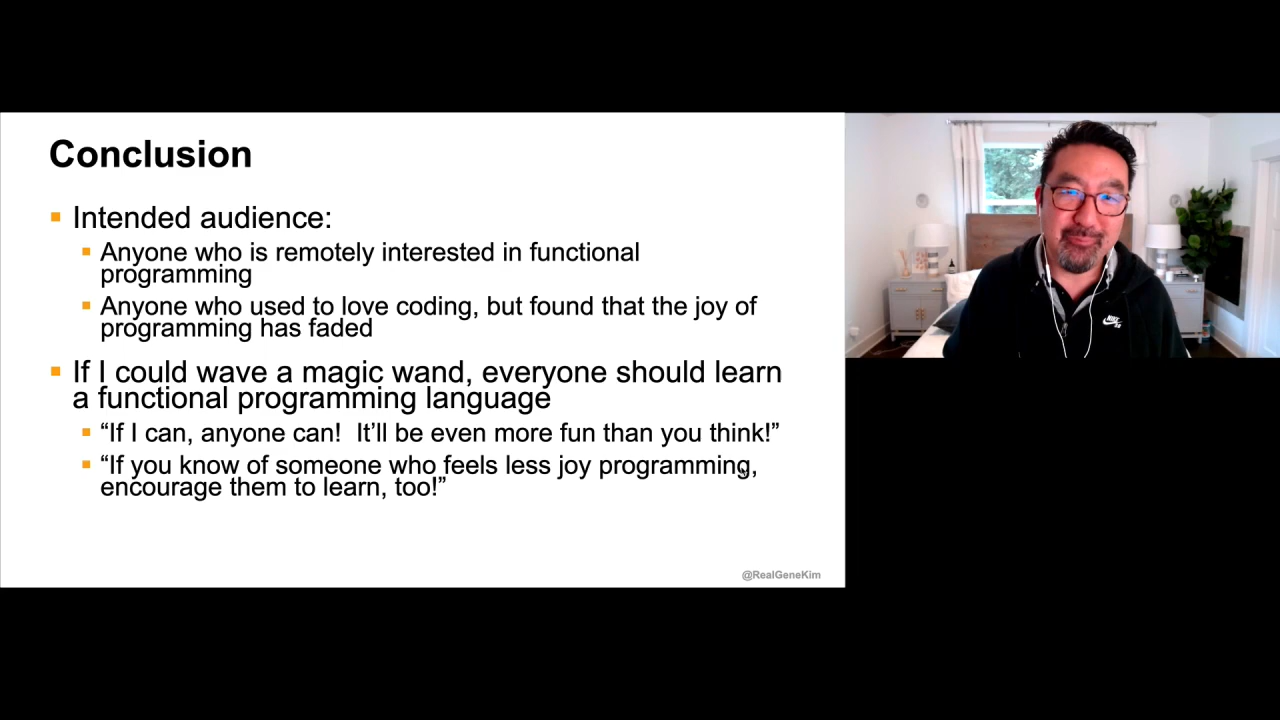 Conclusion
Intended audience:
Anyone who is remotely interested in functional
programming
Anyone who used to love coding, but found that the joy of
programming has faded
If I could wave a magic wand, everyone should learn
a functional programming language
“If I can, anyone can!  It’ll be even more fun than you think!”
“If you know of someone who feels less joy programming,
encourage them to learn, too!”
@RealGeneKim
NIKE SB